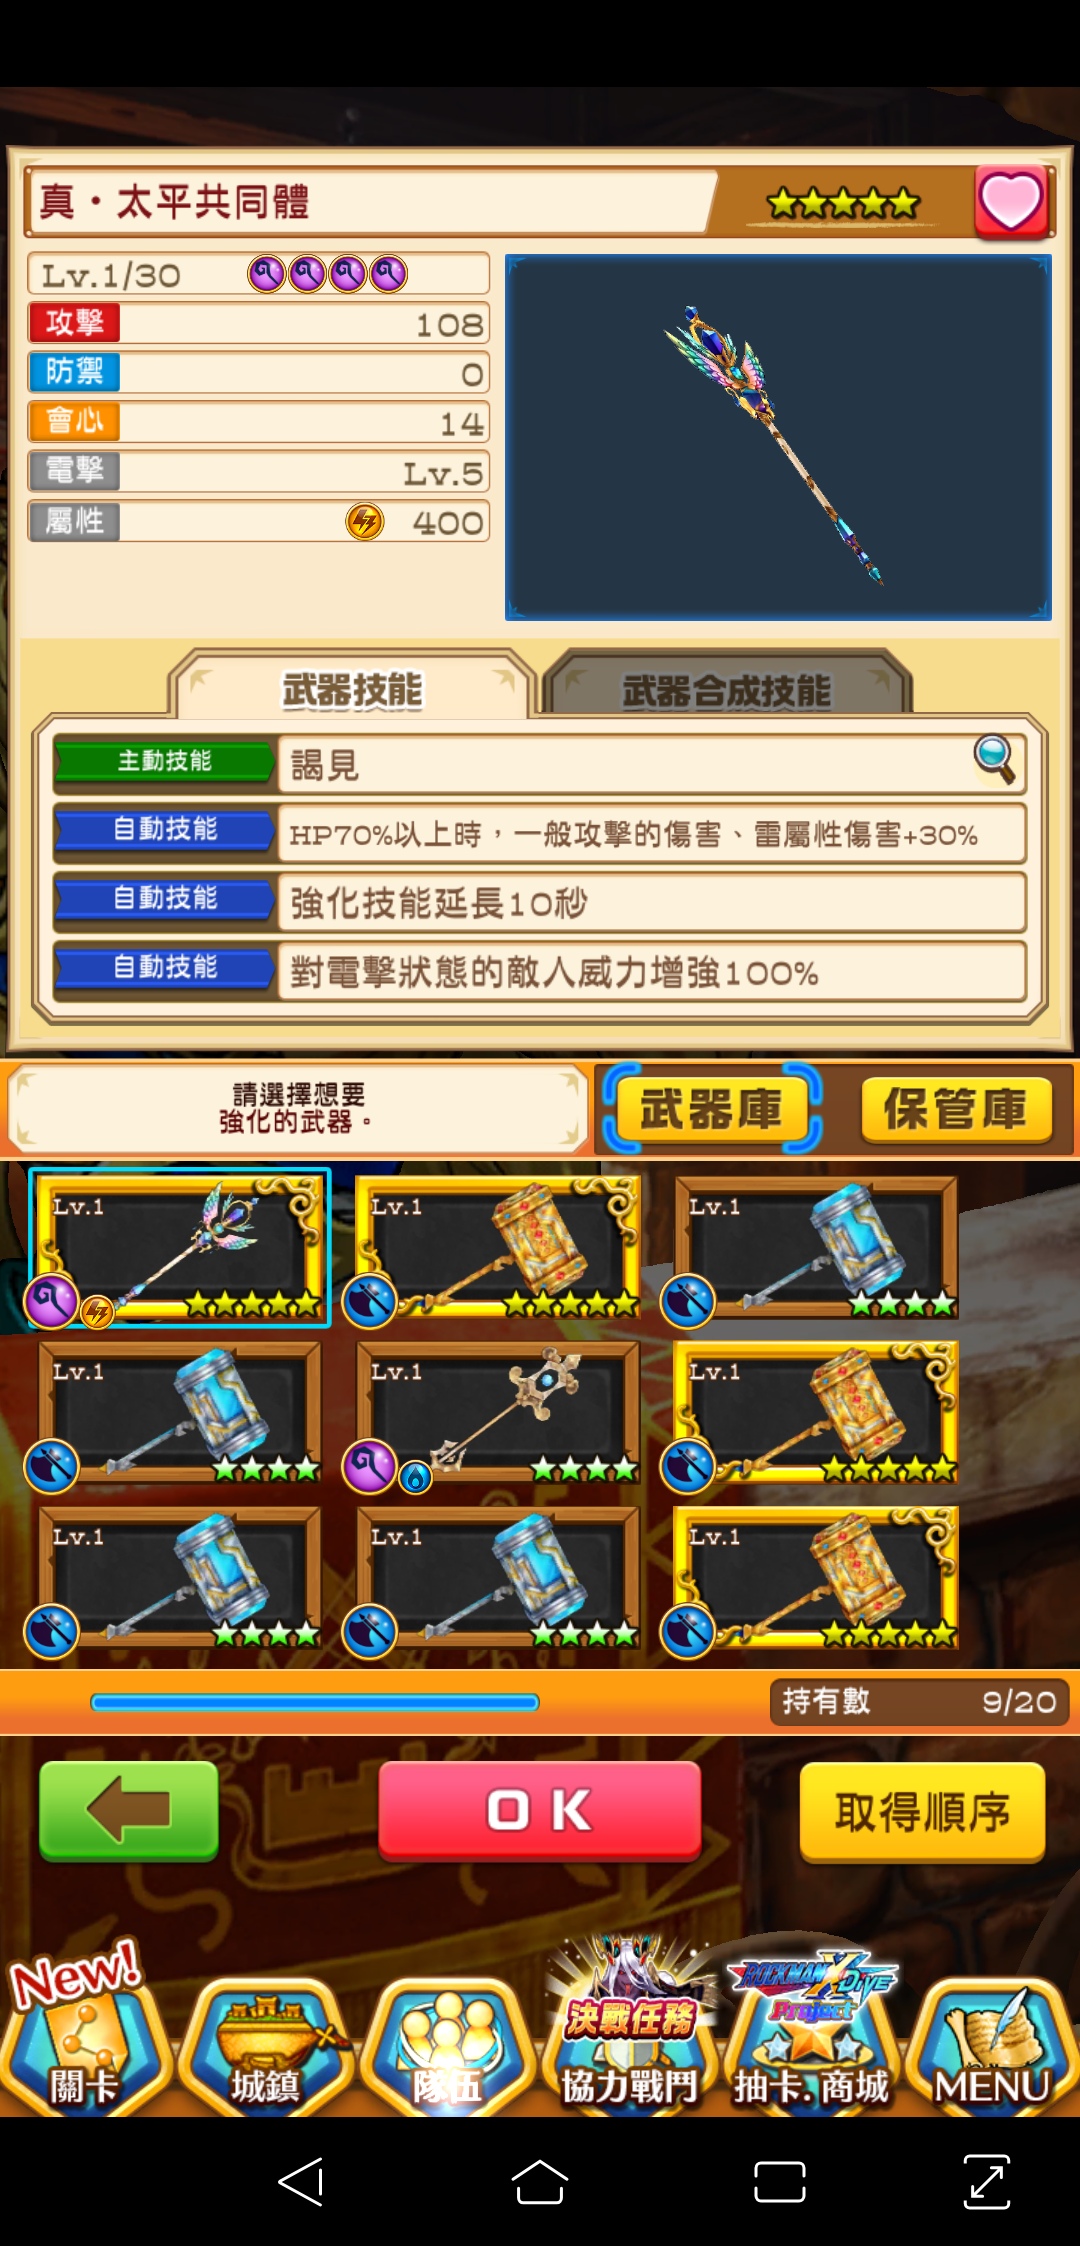 真・太平共同體
Lv.1/30
攻擊 108
防禦 0
會心 14
電擊 Lv.5
屬性 400
武器技能 武器合成技能
主動技能 謁見
自動技能 HP70%以上時，一般攻擊的傷害、雷屬性傷害+30%
自動技能 強化技能延長10秒
自動技能 對電擊狀態的敵人威力增強100%
請選擇想要
強化的武器。
武器庫 保管庫
Lv.1 Lv.1 Lv.1
Lv.1 Lv.1 Lv.1
Lv.1 Lv.1 Lv.1
持有數 9/20
OK 取得順序
New!
ROCKMAN X DiVE
Project
決戰任務
關卡 城鎮 隊伍 協力戰鬥 抽卡.商城 MENU